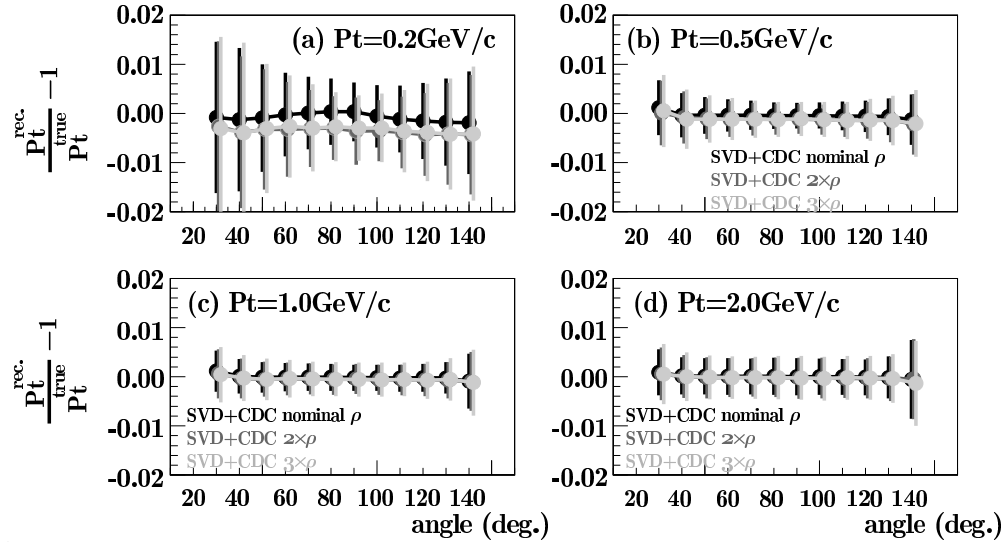 (a) Pt=0.2GeV/c
0.02
0.01
0.00
-0.01
-0.02
Pt^rec. / Pt^true −1
20 40 60 80 100 120 140
(b) Pt=0.5GeV/c
0.02
0.01
0.00
-0.01
-0.02
SVD+CDC nominal ρ
SVD+CDC 2×ρ
SVD+CDC 3×ρ
20 40 60 80 100 120 140
(c) Pt=1.0GeV/c
0.02
0.01
0.00
-0.01
-0.02
Pt^rec. / Pt^true −1
SVD+CDC nominal ρ
SVD+CDC 2×ρ
SVD+CDC 3×ρ
20 40 60 80 100 120 140
angle (deg.)
(d) Pt=2.0GeV/c
0.02
0.01
0.00
-0.01
-0.02
SVD+CDC nominal ρ
SVD+CDC 2×ρ
SVD+CDC 3×ρ
20 40 60 80 100 120 140
angle (deg.)